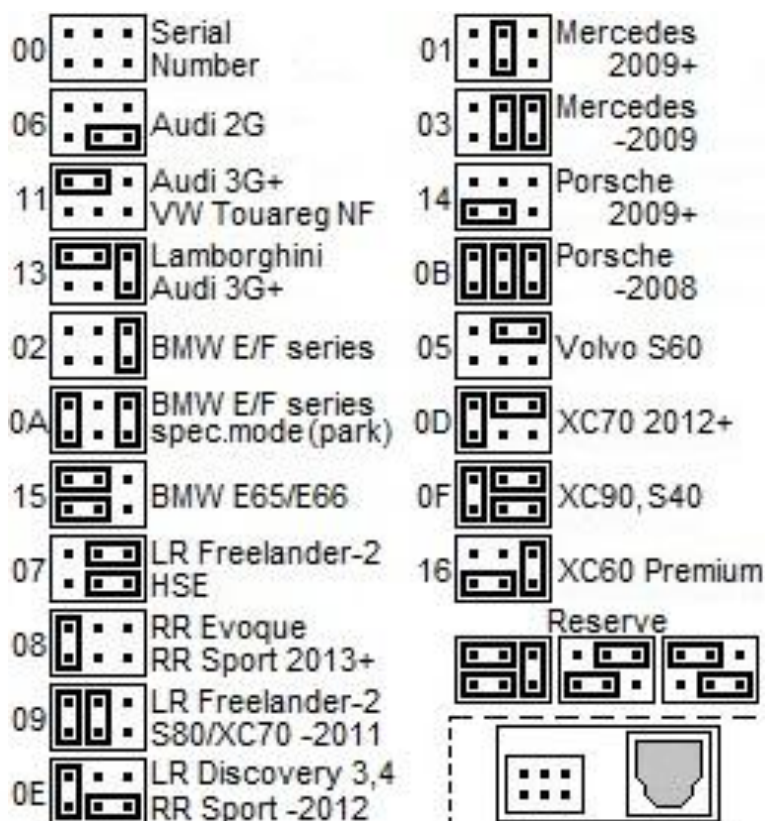 00 Serial
Number
06 Audi 2G
11 Audi 3G+
VW Touareg NF
13 Lamborghini
Audi 3G+
02 BMW E/F series
0A BMW E/F series
spec.mode(park)
15 BMW E65/E66
07 LR Freelander-2
HSE
08 RR Evoque
RR Sport 2013+
09 LR Freelander-2
S80/XC70 -2011
0E LR Discovery 3,4
RR Sport -2012
01 Mercedes
2009+
03 Mercedes
-2009
14 Porsche
2009+
0B Porsche
-2008
05 Volvo S60
0D XC70 2012+
0F XC90, S40
16 XC60 Premium
Reserve